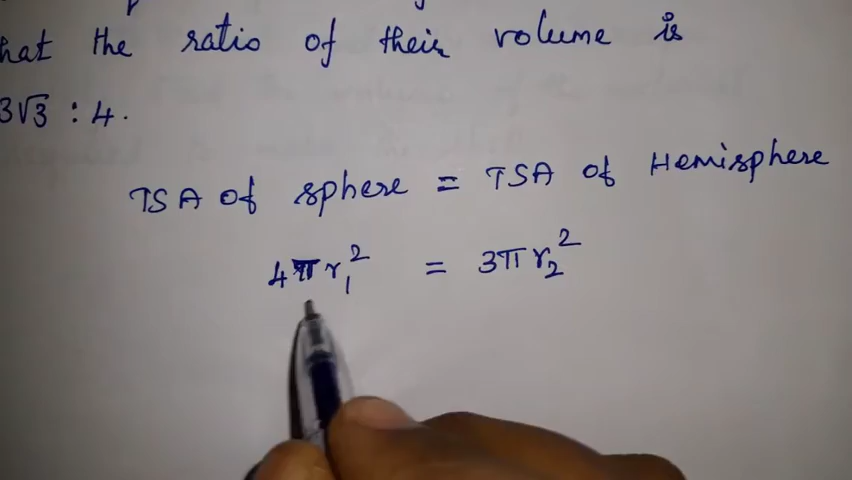 hat the ratio of their volume is
3√3 : 4.
TSA of sphere = TSA of Hemisphere
4πr₁² = 3πr₂²